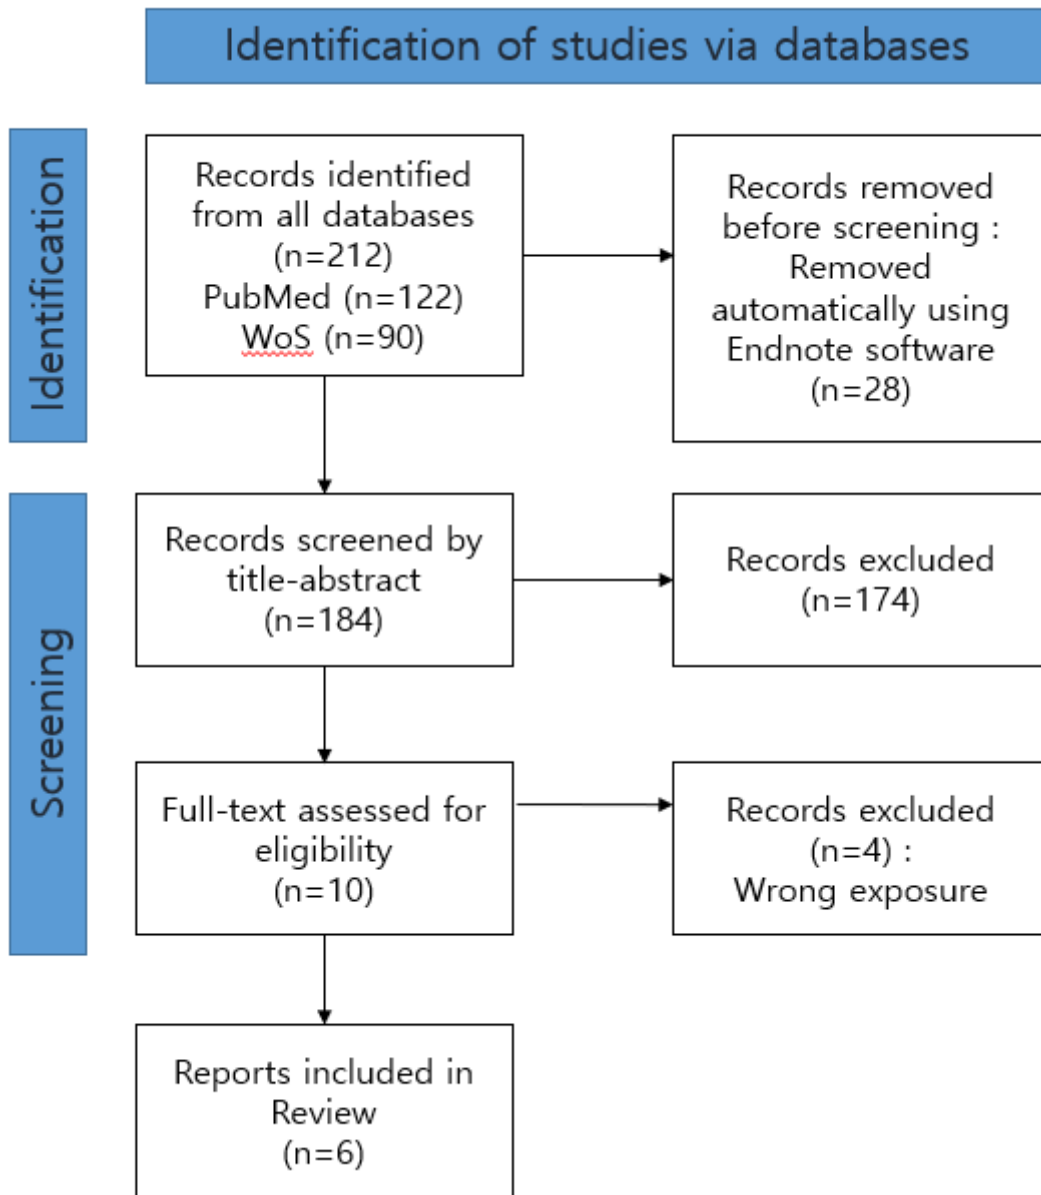 Identification of studies via databases
Identification
Records identified
from all databases
(n=212)
PubMed (n=122)
WoS (n=90)
Records removed
before screening :
Removed
automatically using
Endnote software
(n=28)
Screening
Records screened by
title-abstract
(n=184)
Records excluded
(n=174)
Full-text assessed for
eligibility
(n=10)
Records excluded
(n=4) :
Wrong exposure
Reports included in
Review
(n=6)